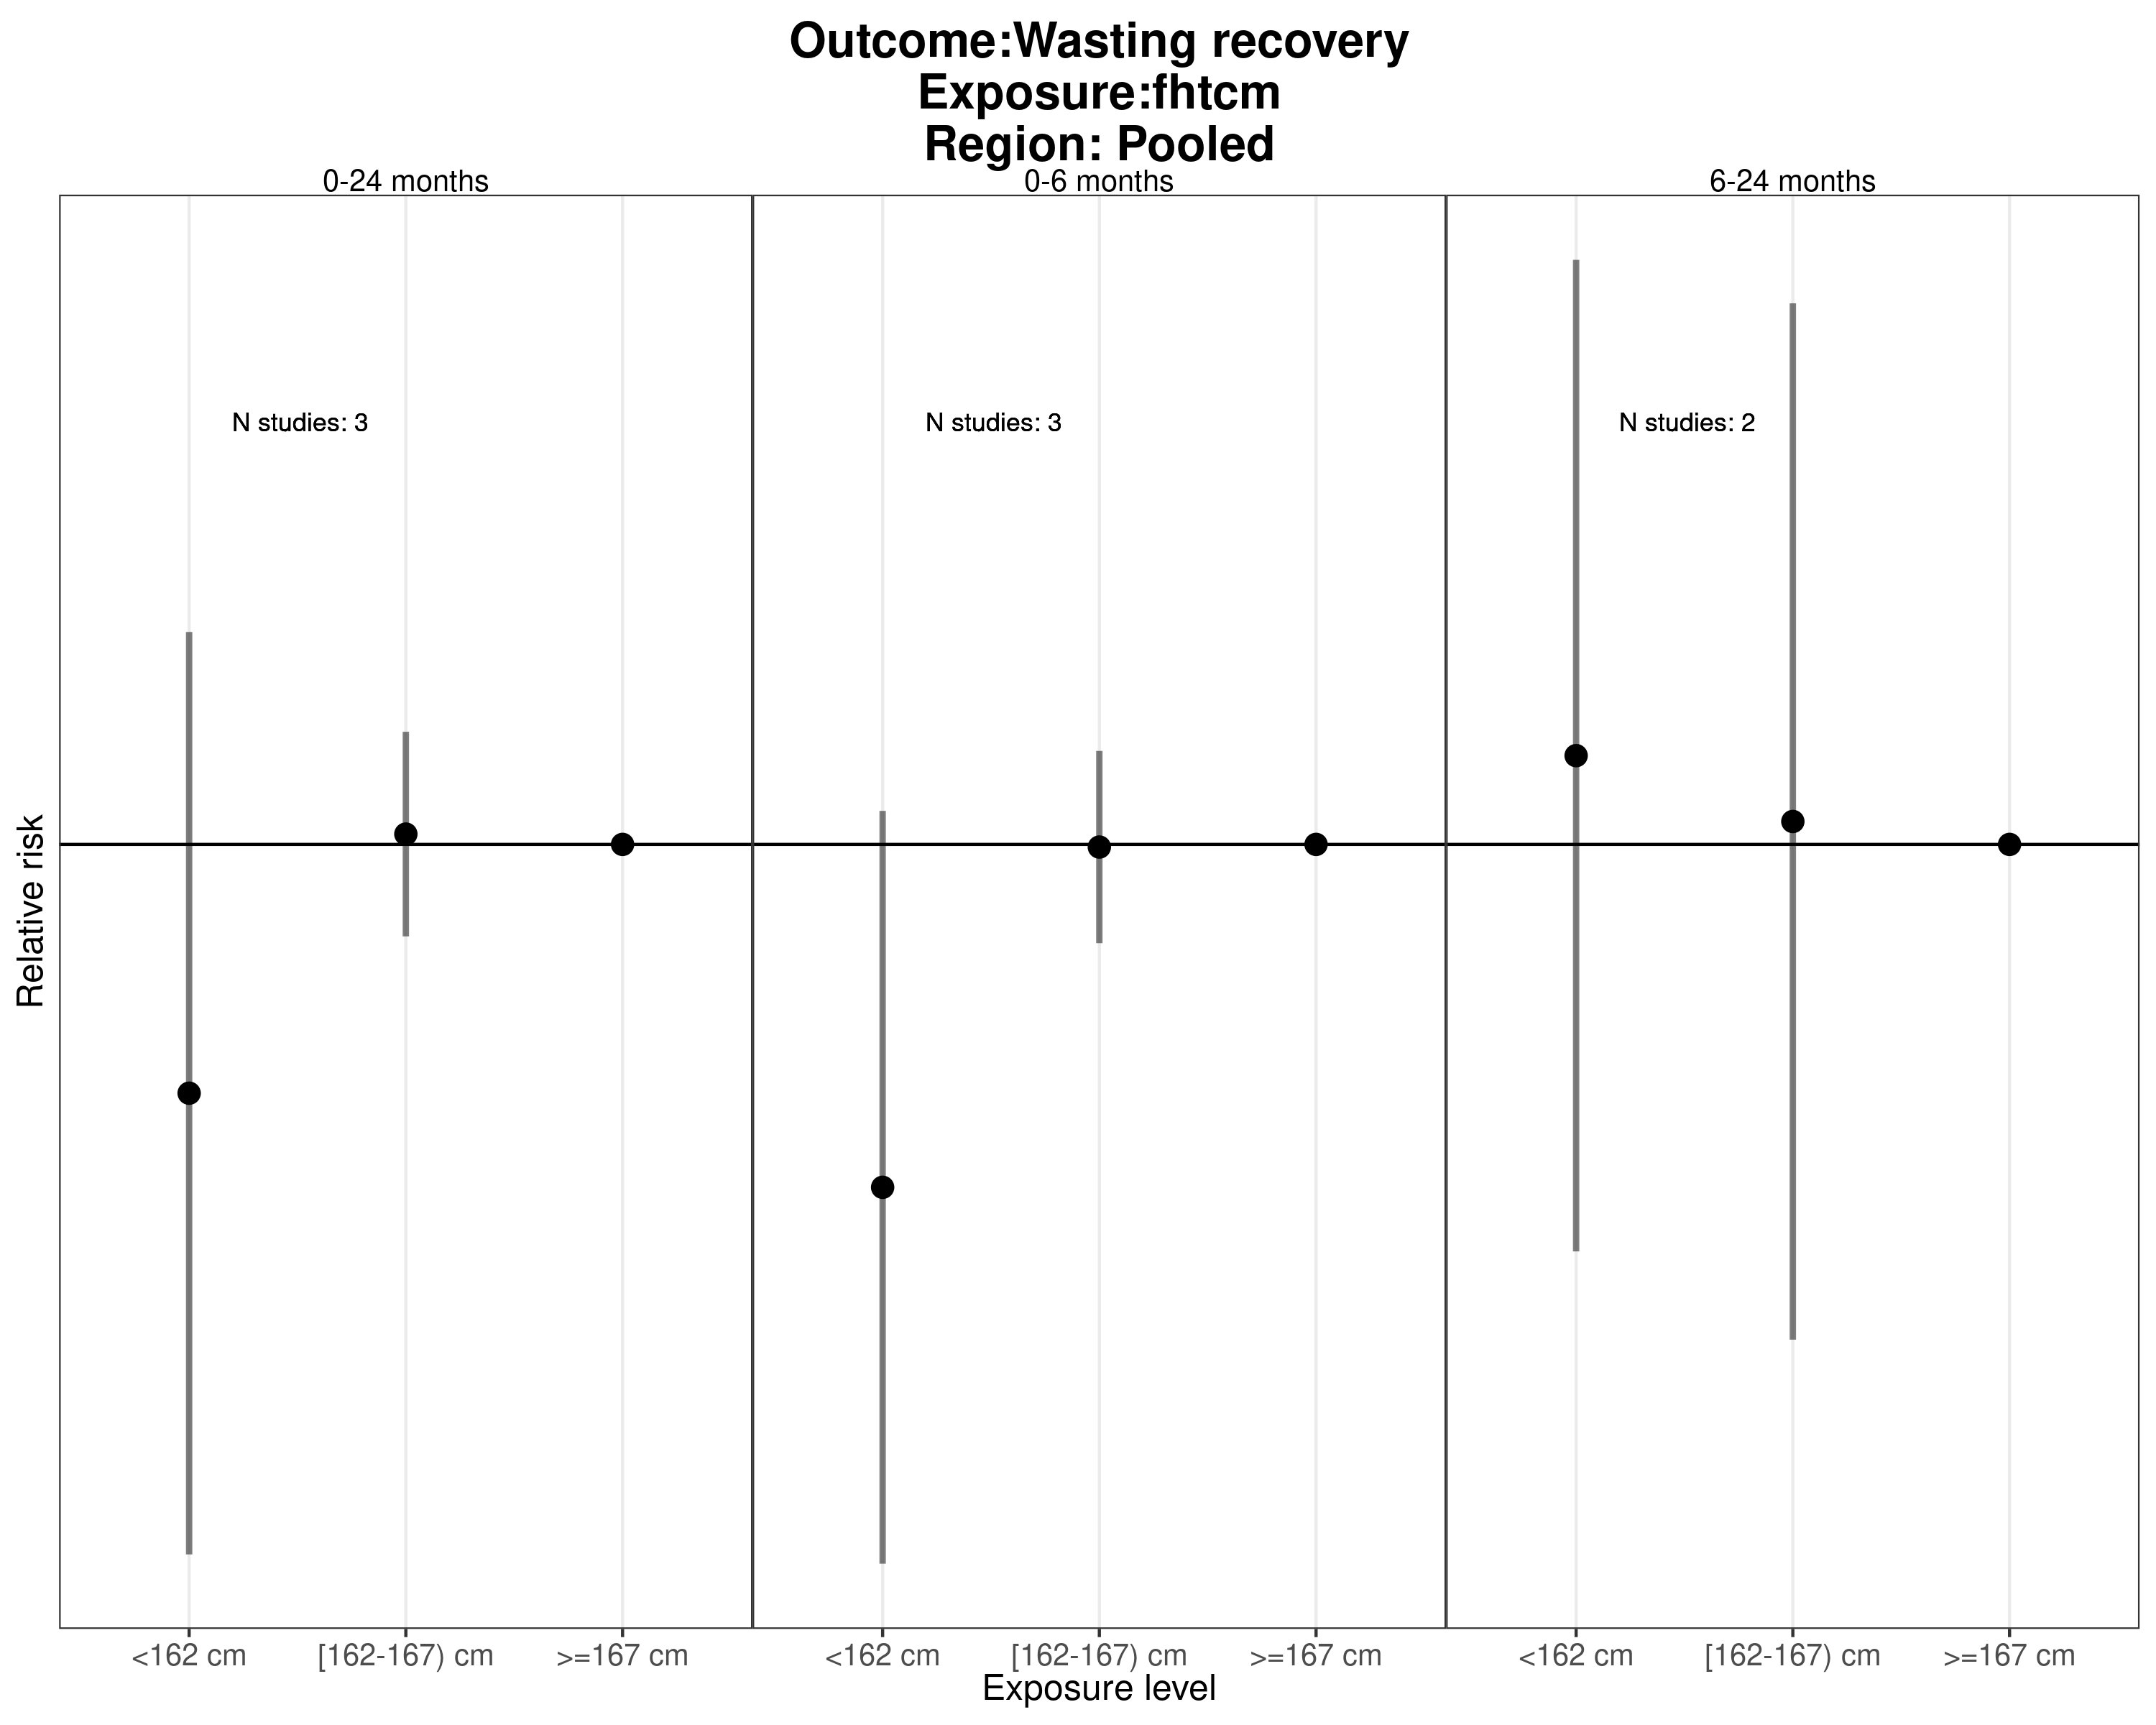 Outcome:Wasting recovery
Exposure:fhtcm
Region: Pooled
0-24 months
0-6 months
6-24 months
N studies: 3
N studies: 3
N studies: 2
Relative risk
<162 cm
[162-167) cm
>=167 cm
<162 cm
[162-167) cm
>=167 cm
<162 cm
[162-167) cm
>=167 cm
Exposure level